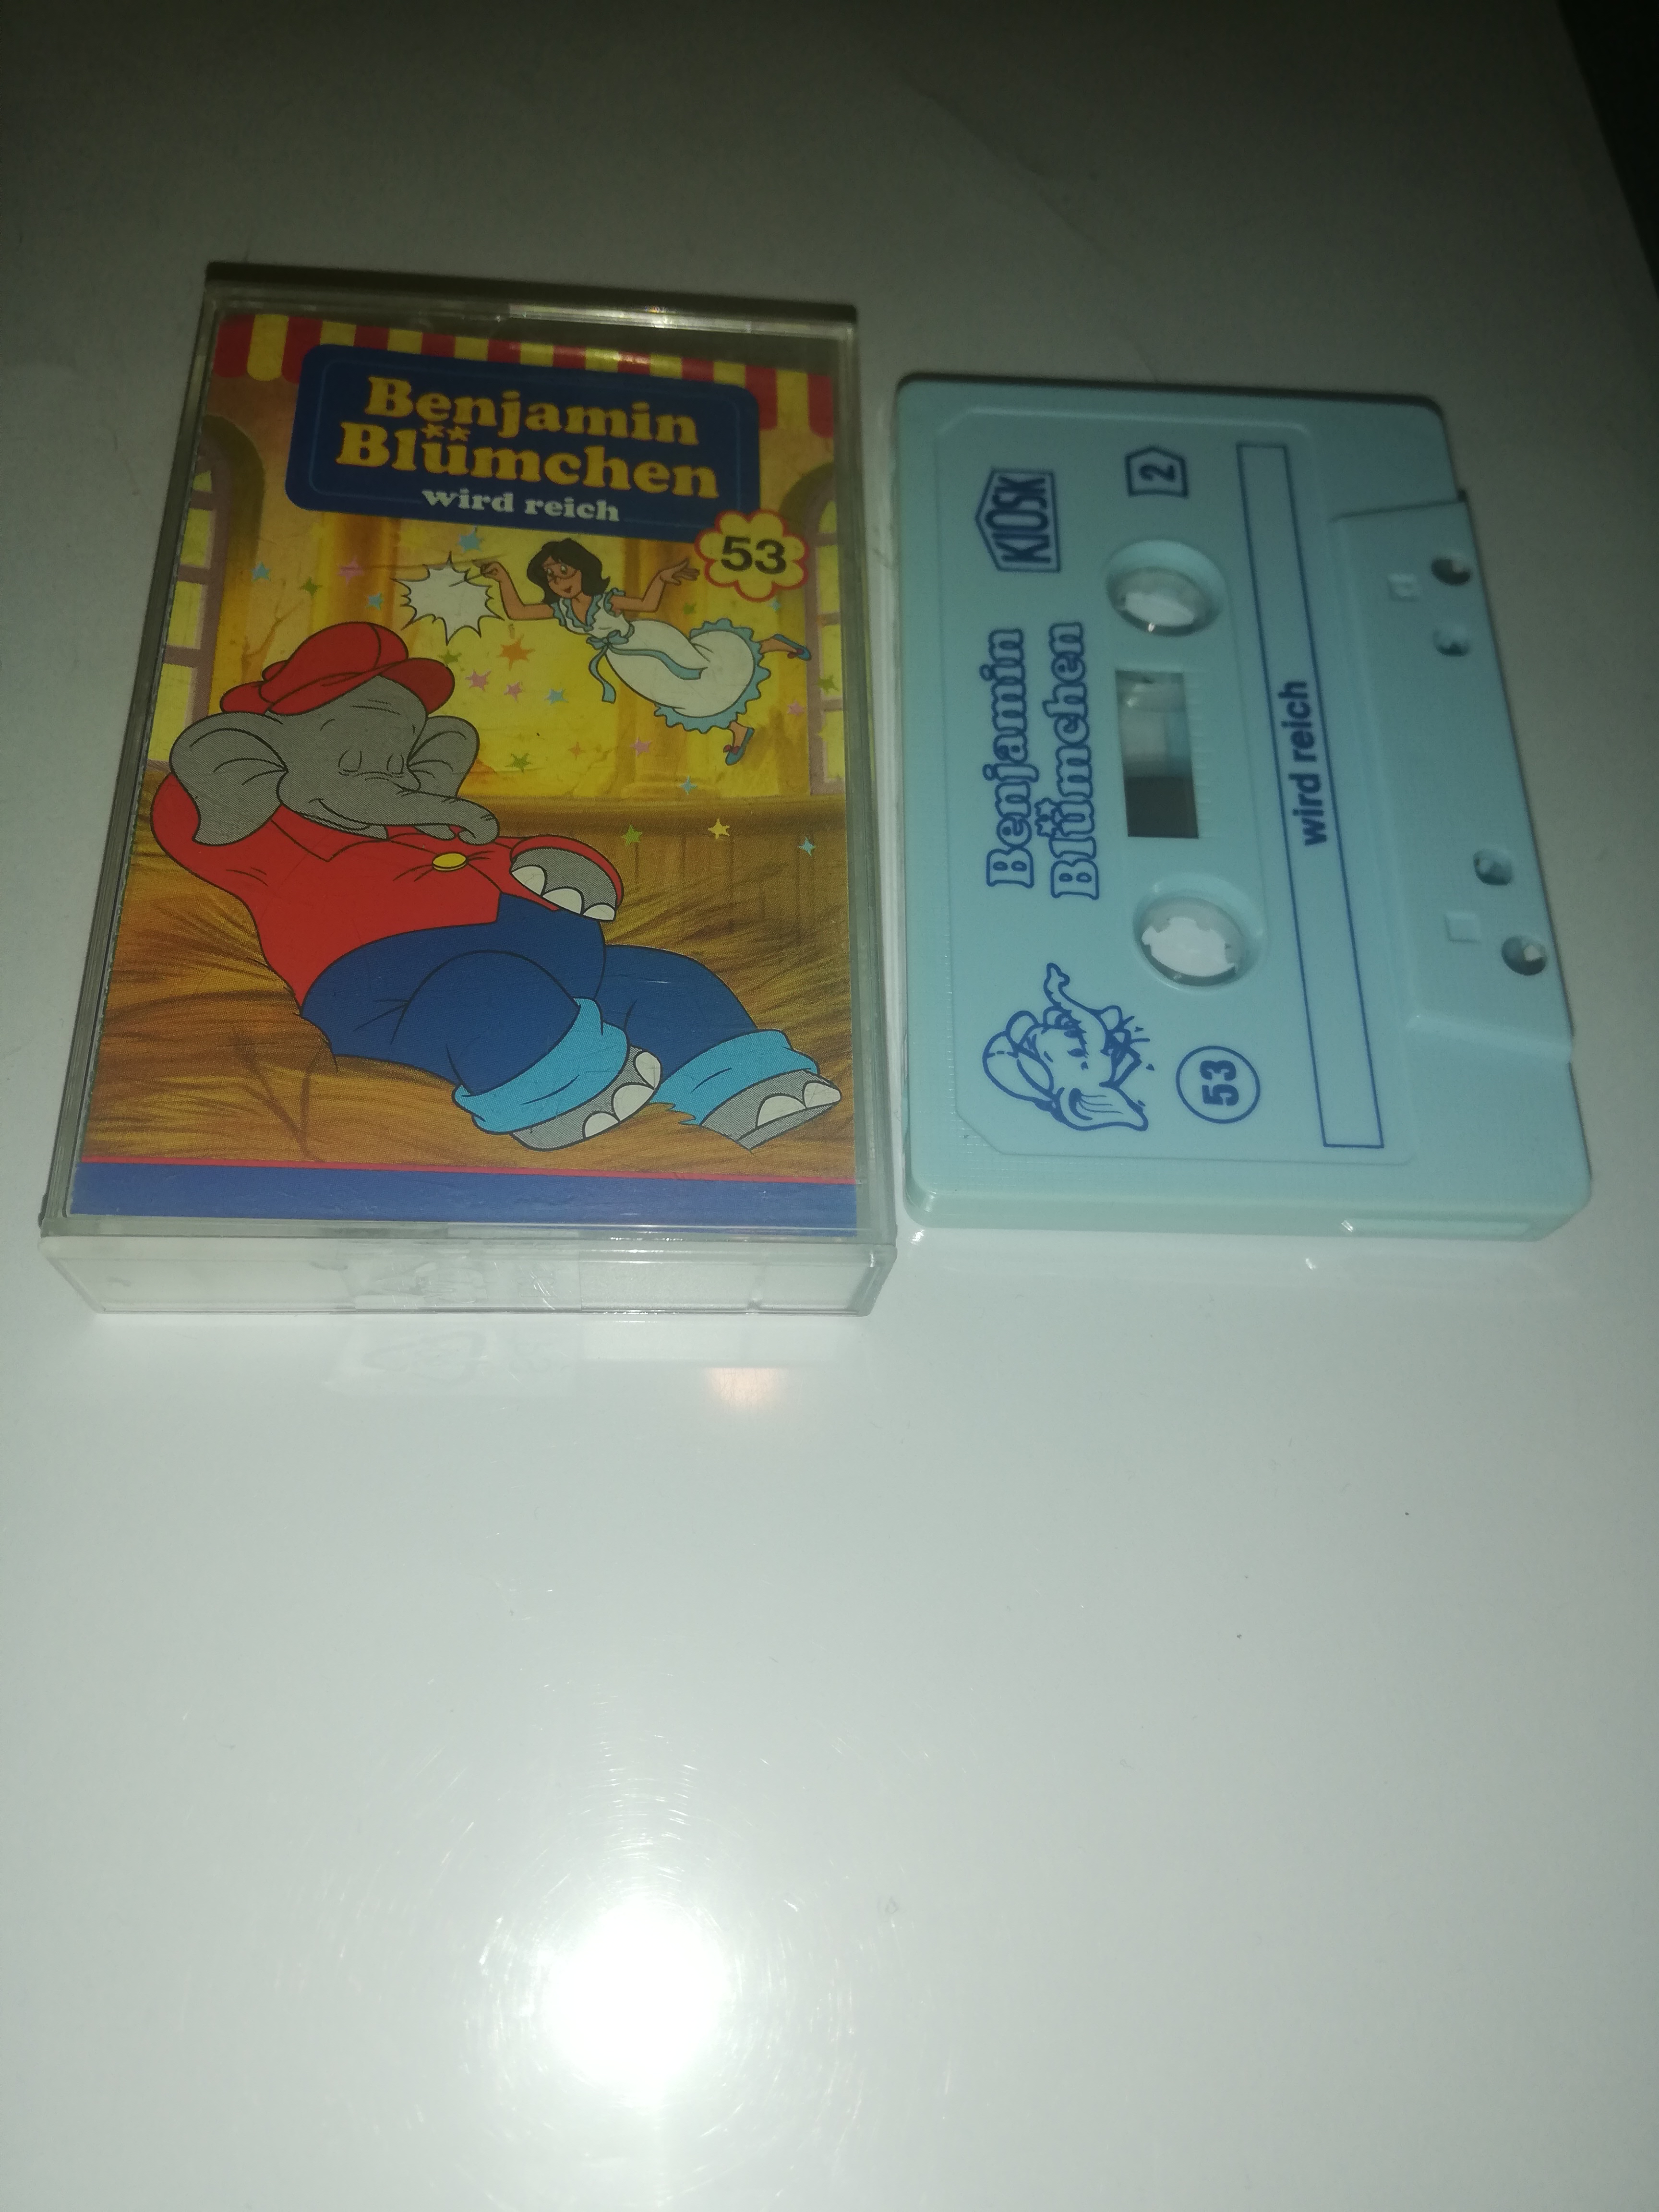 Benjamin
Blümchen
wird reich
53
KIOSK
2
Benjamin
Blümchen
53
wird reich